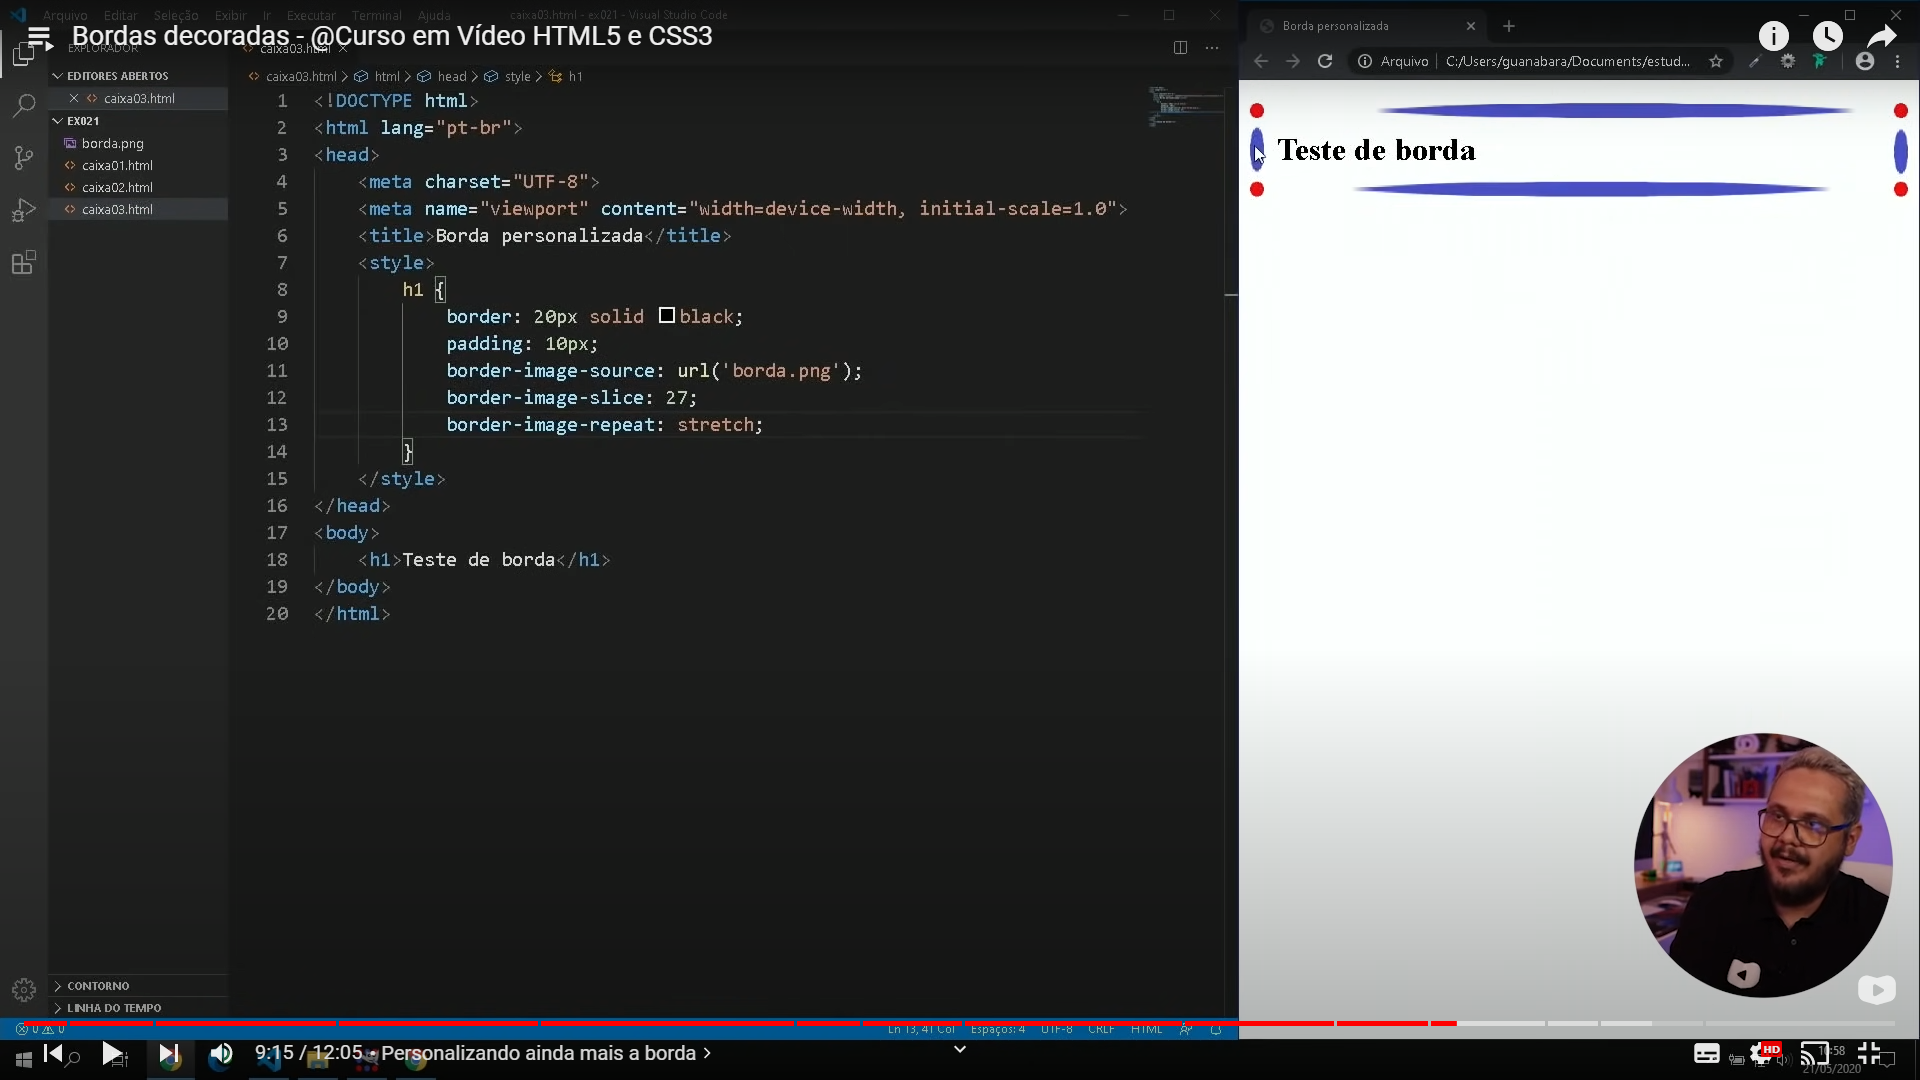 Arquivo Editar Seleção Exibir Ir Executar Terminal Ajuda
caixa03.html - ex021 - Visual Studio Code
Bordas decoradas - @Curso em Vídeo HTML5 e CSS3
EXPLORADOR
caixa03.html
EDITORES ABERTOS
caixa03.html
EX021
borda.png
caixa01.html
caixa02.html
caixa03.html
CONTORNO
LINHA DO TEMPO
caixa03.html > html > head > style > h1
1 <!DOCTYPE html>
2 <html lang="pt-br">
3 <head>
4 <meta charset="UTF-8">
5 <meta name="viewport" content="width=device-width, initial-scale=1.0">
6 <title>Borda personalizada</title>
7 <style>
8 h1 {
9 border: 20px solid black;
10 padding: 10px;
11 border-image-source: url('borda.png');
12 border-image-slice: 27;
13 border-image-repeat: stretch;
14 }
15 </style>
16 </head>
17 <body>
18 <h1>Teste de borda</h1>
19 </body>
20 </html>
Borda personalizada
Arquivo C:/Users/guanabara/Documents/estud...
Teste de borda
0 0
Ln 13, 41 Col Espaços: 4 UTF-8 CRLF HTML
9:15 / 12:05 • Personalizando ainda mais a borda >
HD
21/05/2020